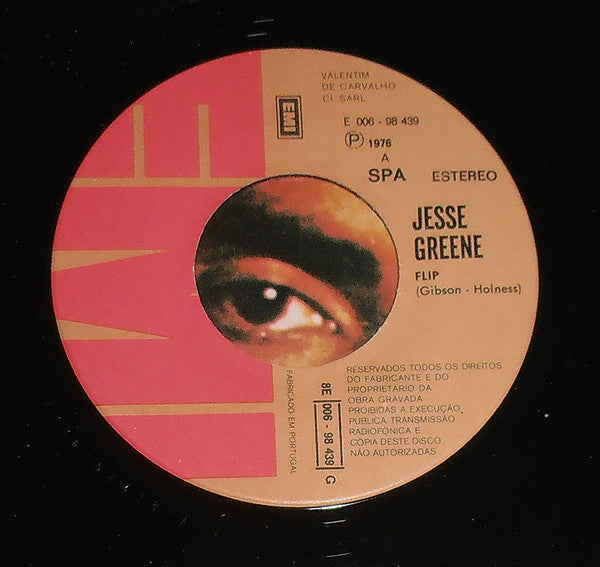 EMI
VALENTIM
DE CARVALHO
CI SARL
EMI
E 006 - 98 439
Ⓟ 1976
A
SPA ESTEREO
JESSE
GREENE
FLIP
(Gibson - Holness)
RESERVADOS TODOS OS DIREITOS
DO FABRICANTE E DO
PROPRIETÁRIO DA
OBRA GRAVADA
PROIBIDAS A EXECUÇÃO,
PÚBLICA TRANSMISSÃO
RADIOFÓNICA E
CÓPIA DESTE DISCO
NÃO AUTORIZADAS
8E 006 - 98 439 G
FABRICADO EM PORTUGAL